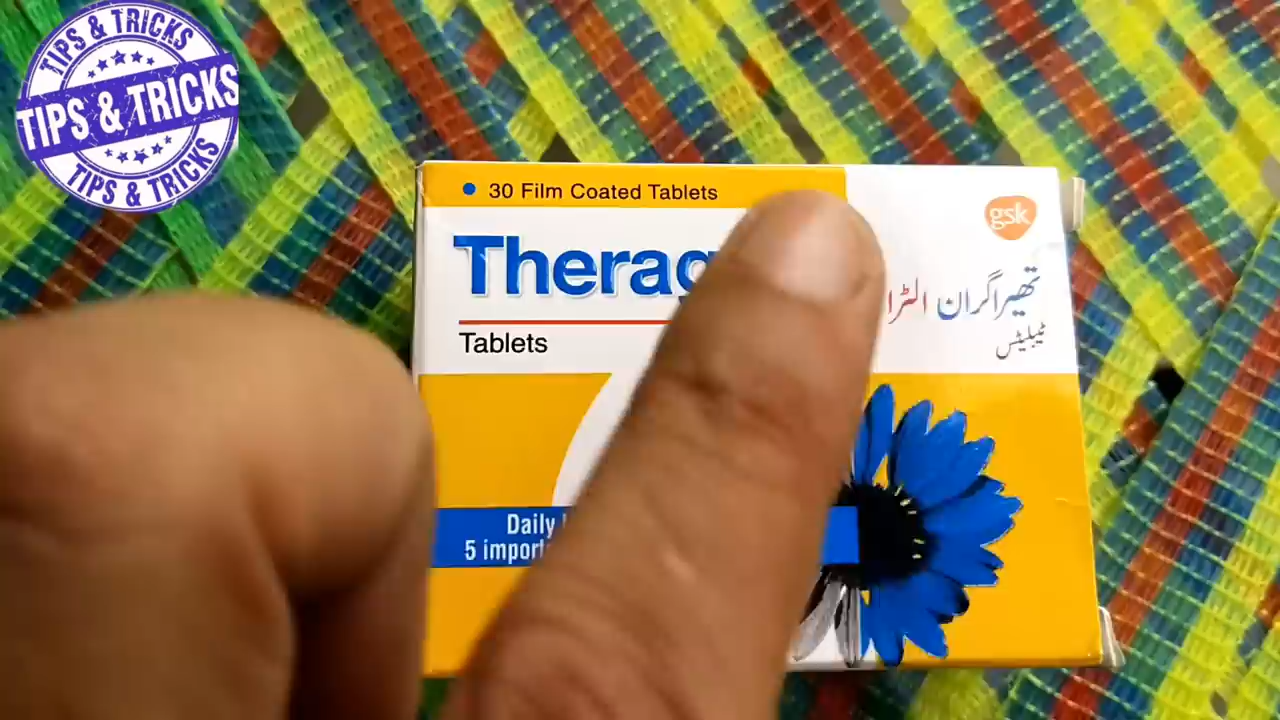 TIPS & TRICKS
TIPS & TRICKS
TIPS & TRICKS
30 Film Coated Tablets
gsk
Therag
تھیراگران الٹرا
Tablets
ٹیبلیٹس
Daily
5 import